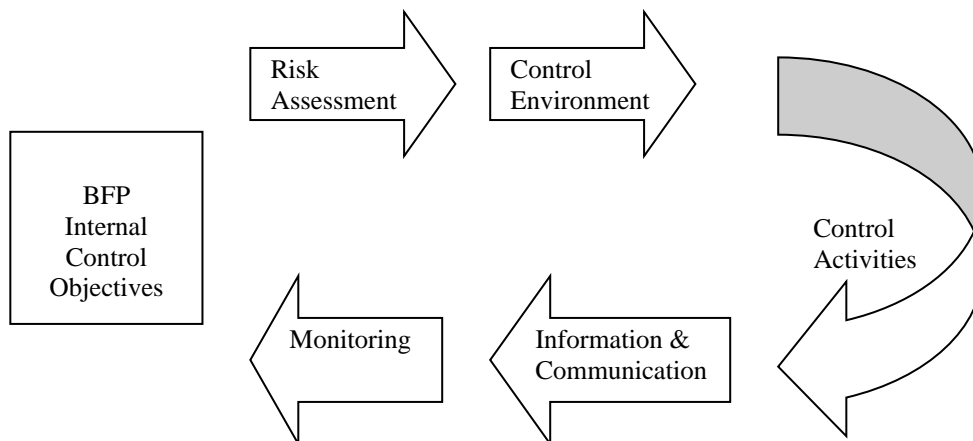 BFP
Internal
Control
Objectives
Risk
Assessment
Control
Environment
Control
Activities
Information &
Communication
Monitoring